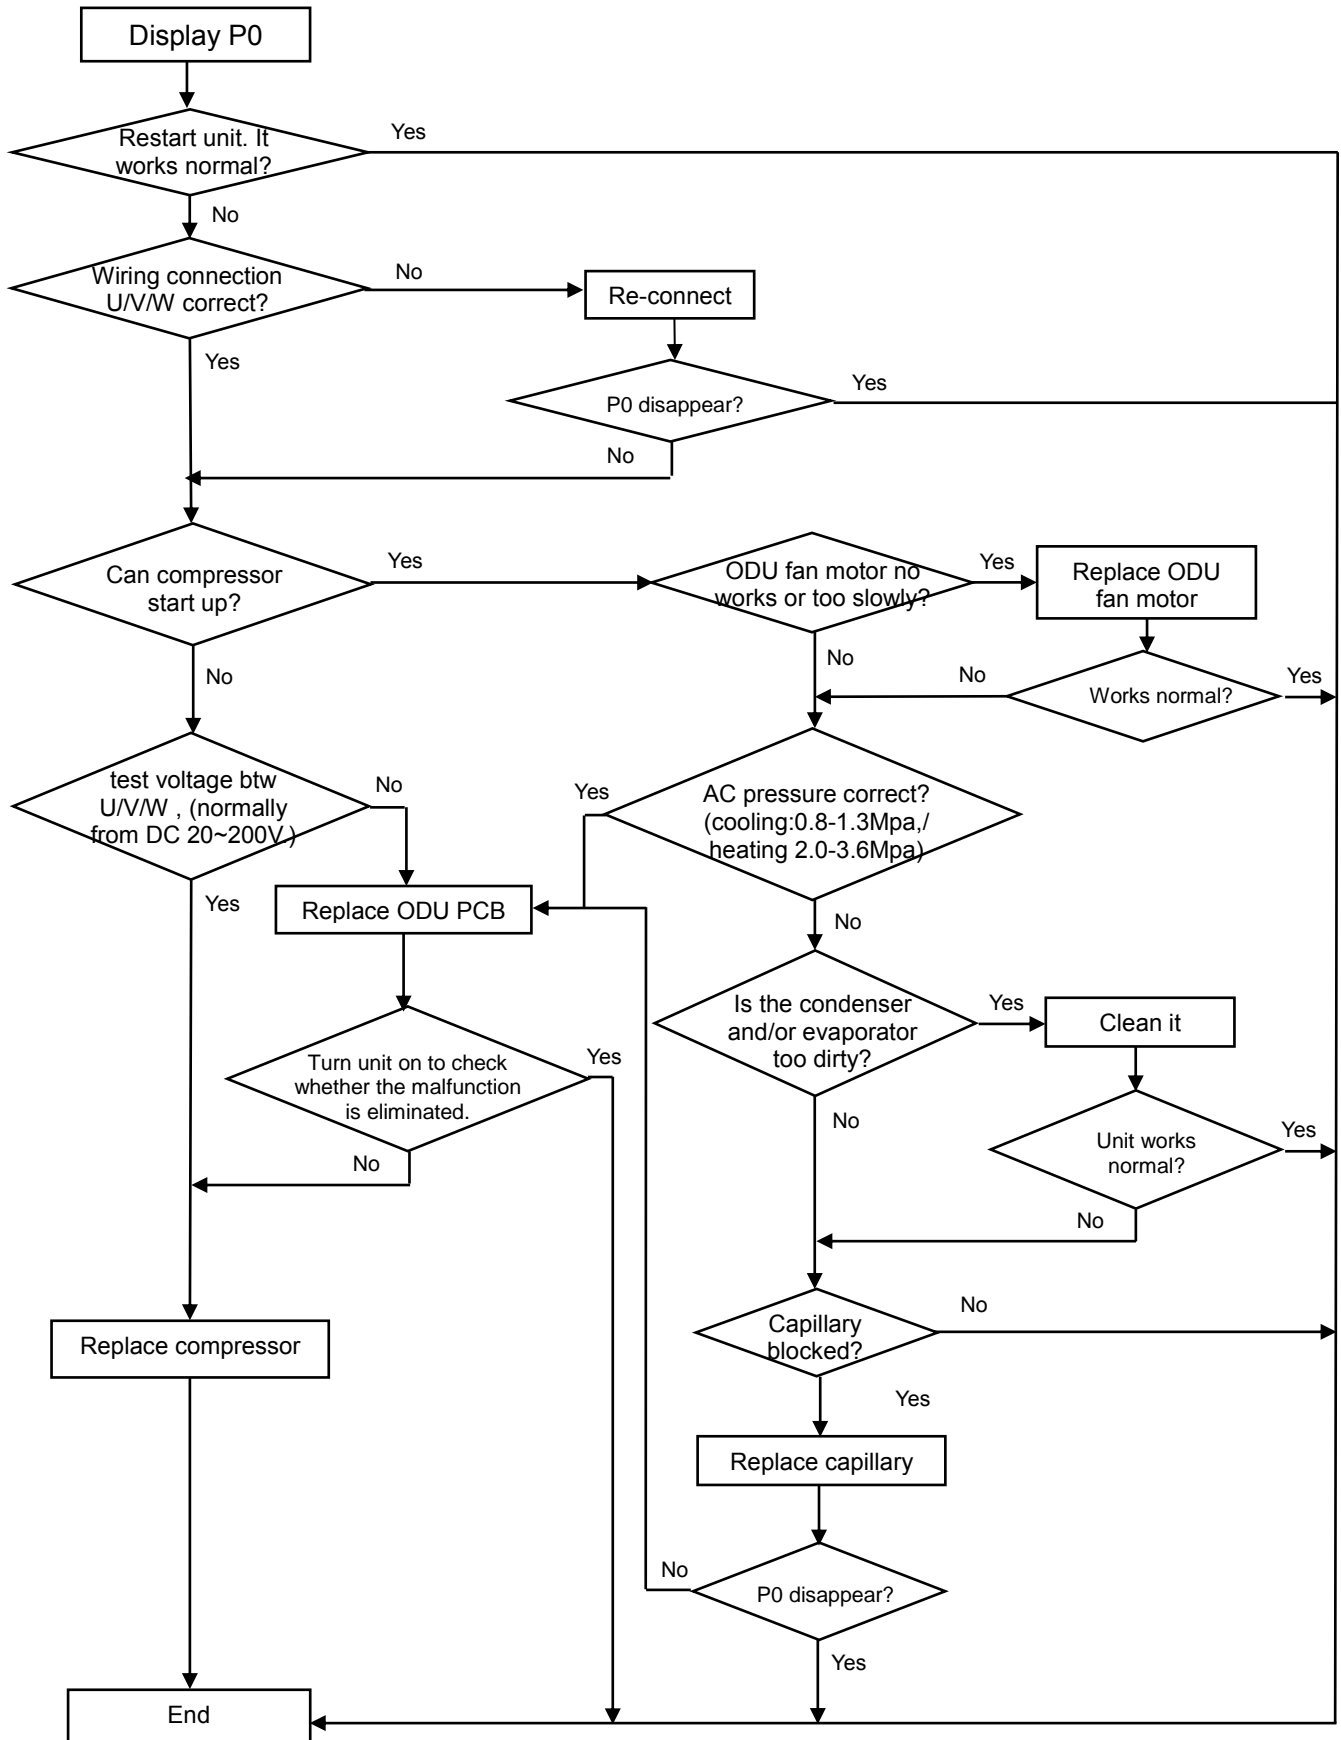 Display P0
Restart unit. It
works normal?
Yes
No
Wiring connection
U/V/W correct?
No
Re-connect
Yes
P0 disappear?
Yes
No
Can compressor
start up?
Yes
ODU fan motor no
works or too slowly?
Yes
Replace ODU
fan motor
No
No
No
Works normal?
Yes
test voltage btw
U/V/W , (normally
from DC 20~200V.)
No
Yes
AC pressure correct?
(cooling:0.8-1.3Mpa,/
heating 2.0-3.6Mpa)
Yes
Replace ODU PCB
No
Is the condenser
and/or evaporator
too dirty?
Yes
Clean it
Turn unit on to check
whether the malfunction
is eliminated.
Yes
No
No
Unit works
normal?
Yes
No
Capillary
blocked?
No
Replace compressor
Yes
Replace capillary
No
P0 disappear?
Yes
End